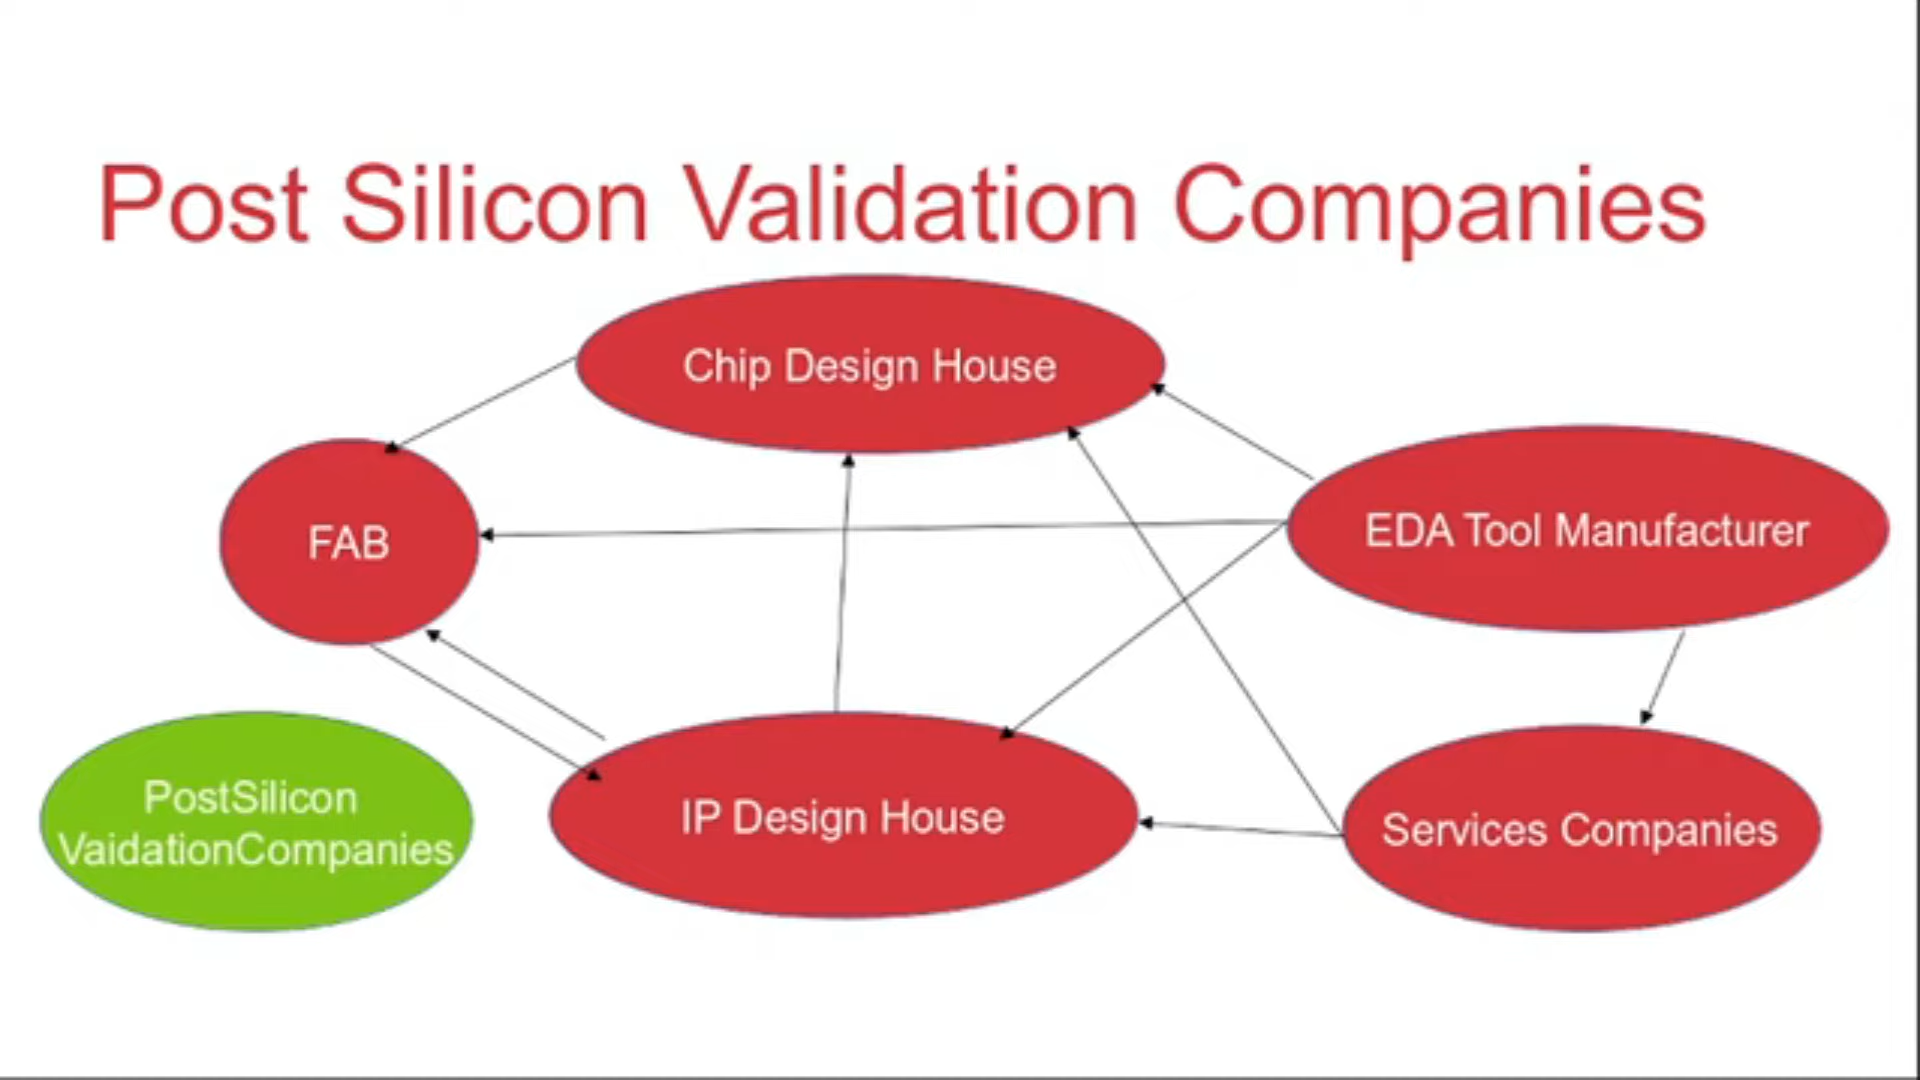 Post Silicon Validation Companies
Chip Design House
EDA Tool Manufacturer
FAB
PostSilicon
VaidationCompanies
IP Design House
Services Companies